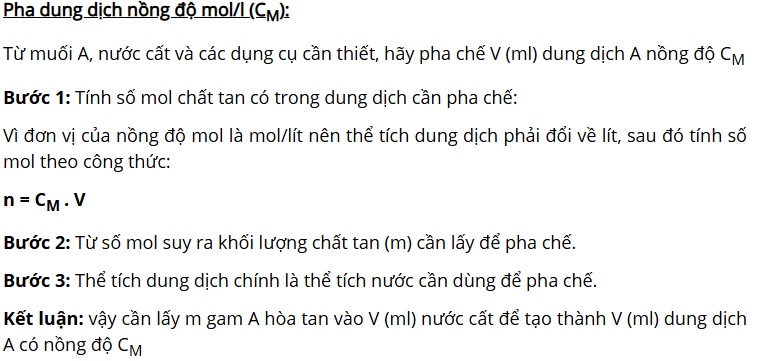 Pha dung dịch nồng độ mol/l (CM):
Từ muối A, nước cất và các dụng cụ cần thiết, hãy pha chế V (ml) dung dịch A nồng độ CM
Bước 1: Tính số mol chất tan có trong dung dịch cần pha chế:
Vì đơn vị của nồng độ mol là mol/lít nên thể tích dung dịch phải đổi về lít, sau đó tính số
mol theo công thức:
n = CM . V
Bước 2: Từ số mol suy ra khối lượng chất tan (m) cần lấy để pha chế.
Bước 3: Thể tích dung dịch chính là thể tích nước cần dùng để pha chế.
Kết luận: vậy cần lấy m gam A hòa tan vào V (ml) nước cất để tạo thành V (ml) dung dịch
A có nồng độ CM